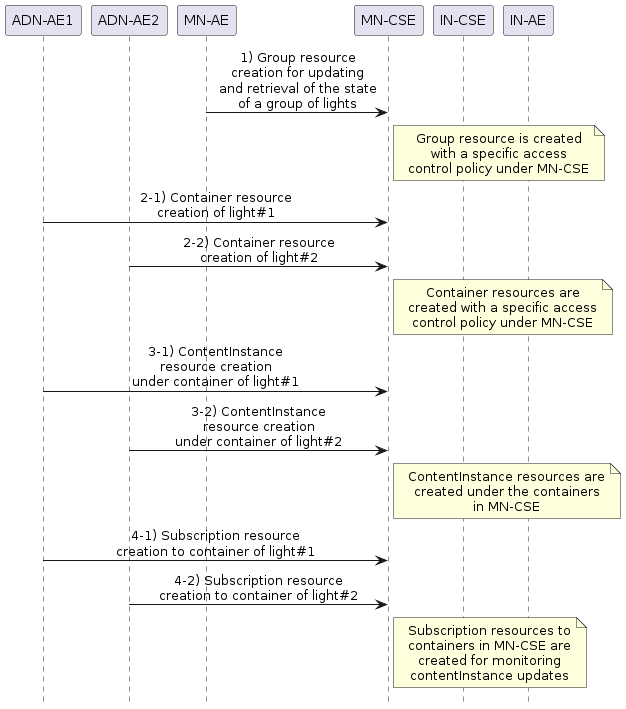 ADN-AE1 ADN-AE2 MN-AE MN-CSE IN-CSE IN-AE
1) Group resource
creation for updating
and retrieval of the state
of a group of lights
Group resource is created
with a specific access
control policy under MN-CSE
2-1) Container resource
creation of light#1
2-2) Container resource
creation of light#2
Container resources are
created with a specific access
control policy under MN-CSE
3-1) ContentInstance
resource creation
under container of light#1
3-2) ContentInstance
resource creation
under container of light#2
ContentInstance resources are
created under the containers
in MN-CSE
4-1) Subscription resource
creation to container of light#1
4-2) Subscription resource
creation to container of light#2
Subscription resources to
containers in MN-CSE are
created for monitoring
contentInstance updates